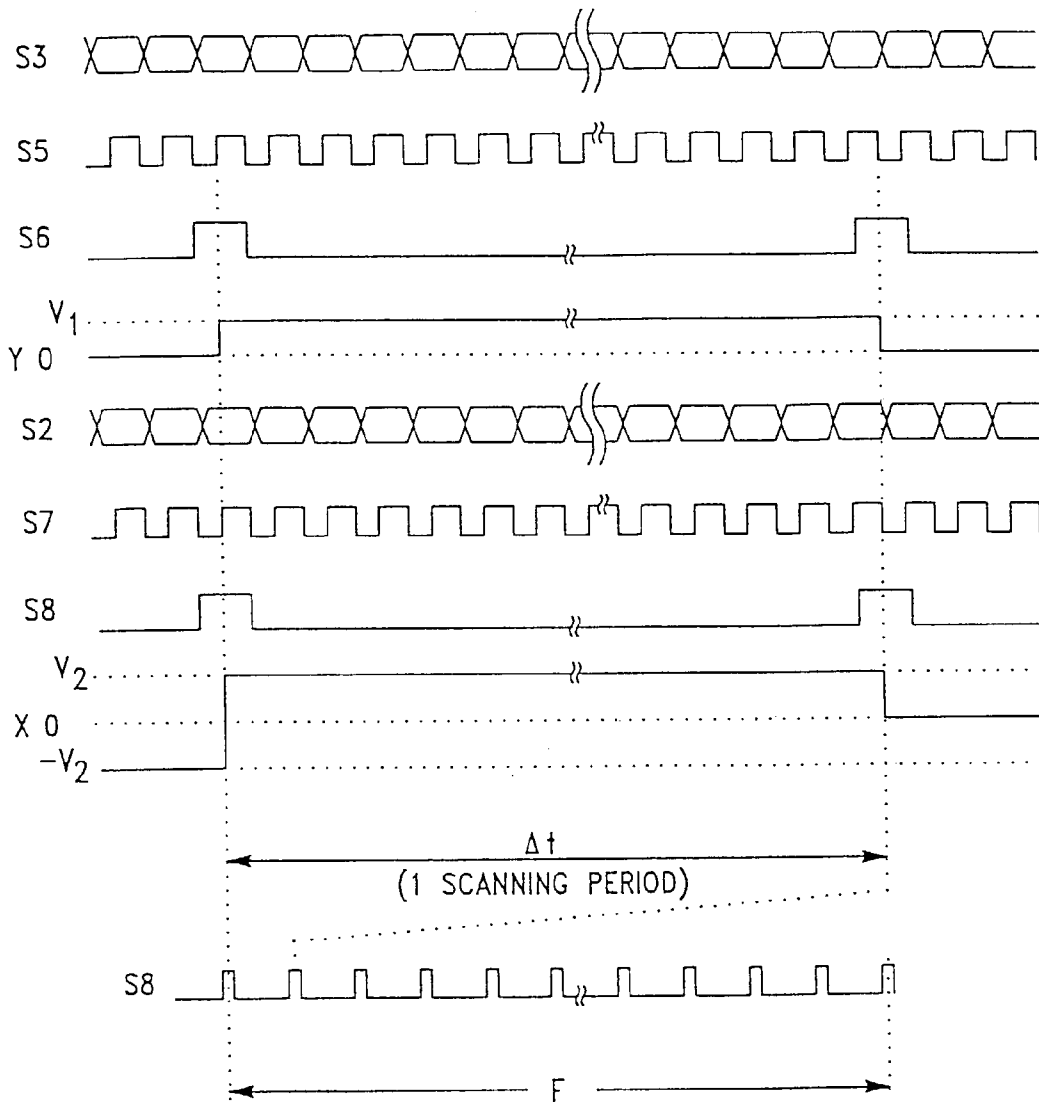 S3
S5
S6
V1
Y 0
S2
S7
S8
V2
X 0
-V2
Δt
(1 SCANNING PERIOD)
S8
F